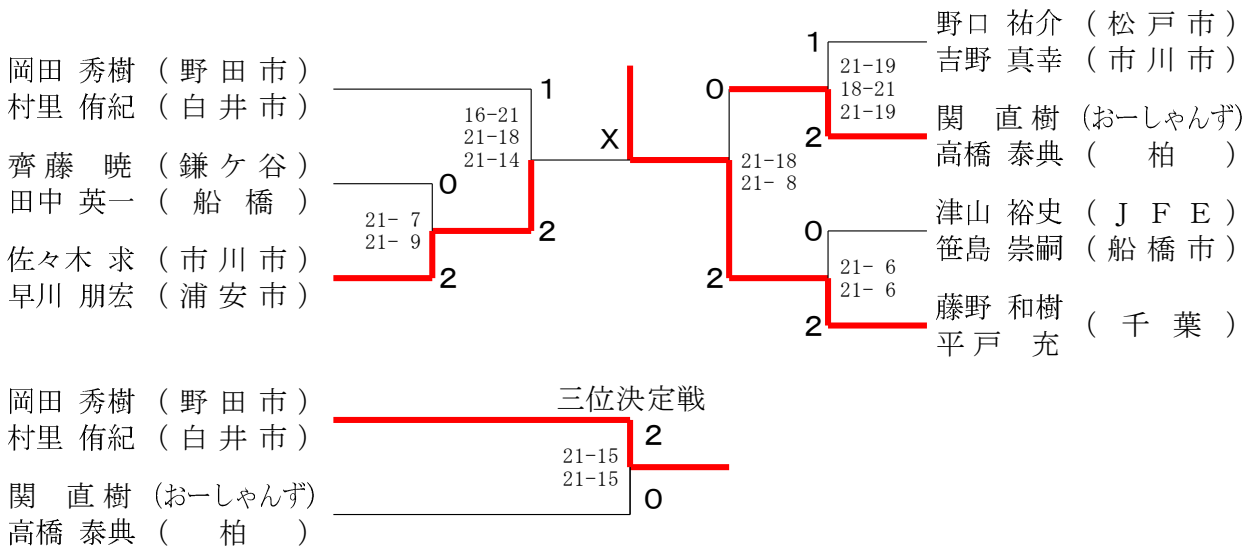 岡田 秀樹 ( 野 田 市 )
村里 侑紀 ( 白 井 市 )
齊 藤 暁 ( 鎌 ケ 谷 )
田中 英一 ( 船 橋 )
佐々木 求 ( 市 川 市 )
早川 朋宏 ( 浦 安 市 )
1
16-21
21-18
21-14
0
21- 7
21- 9
2
2
X
0
21-18
21- 8
2
1
21-19
18-21
21-19
2
0
21- 6
21- 6
2
野口 祐介 ( 松 戸 市 )
吉野 真幸 ( 市 川 市 )
関 直樹 (おーしゃんず)
高橋 泰典 ( 柏 )
津山 裕史 ( J F E )
笹島 崇嗣 ( 船 橋 市 )
藤野 和樹
平 戸 充
( 千 葉 )
三位決定戦
岡田 秀樹 ( 野 田 市 )
村里 侑紀 ( 白 井 市 )
関 直 樹 (おーしゃんず)
高橋 泰典 ( 柏 )
2
21-15
21-15
0